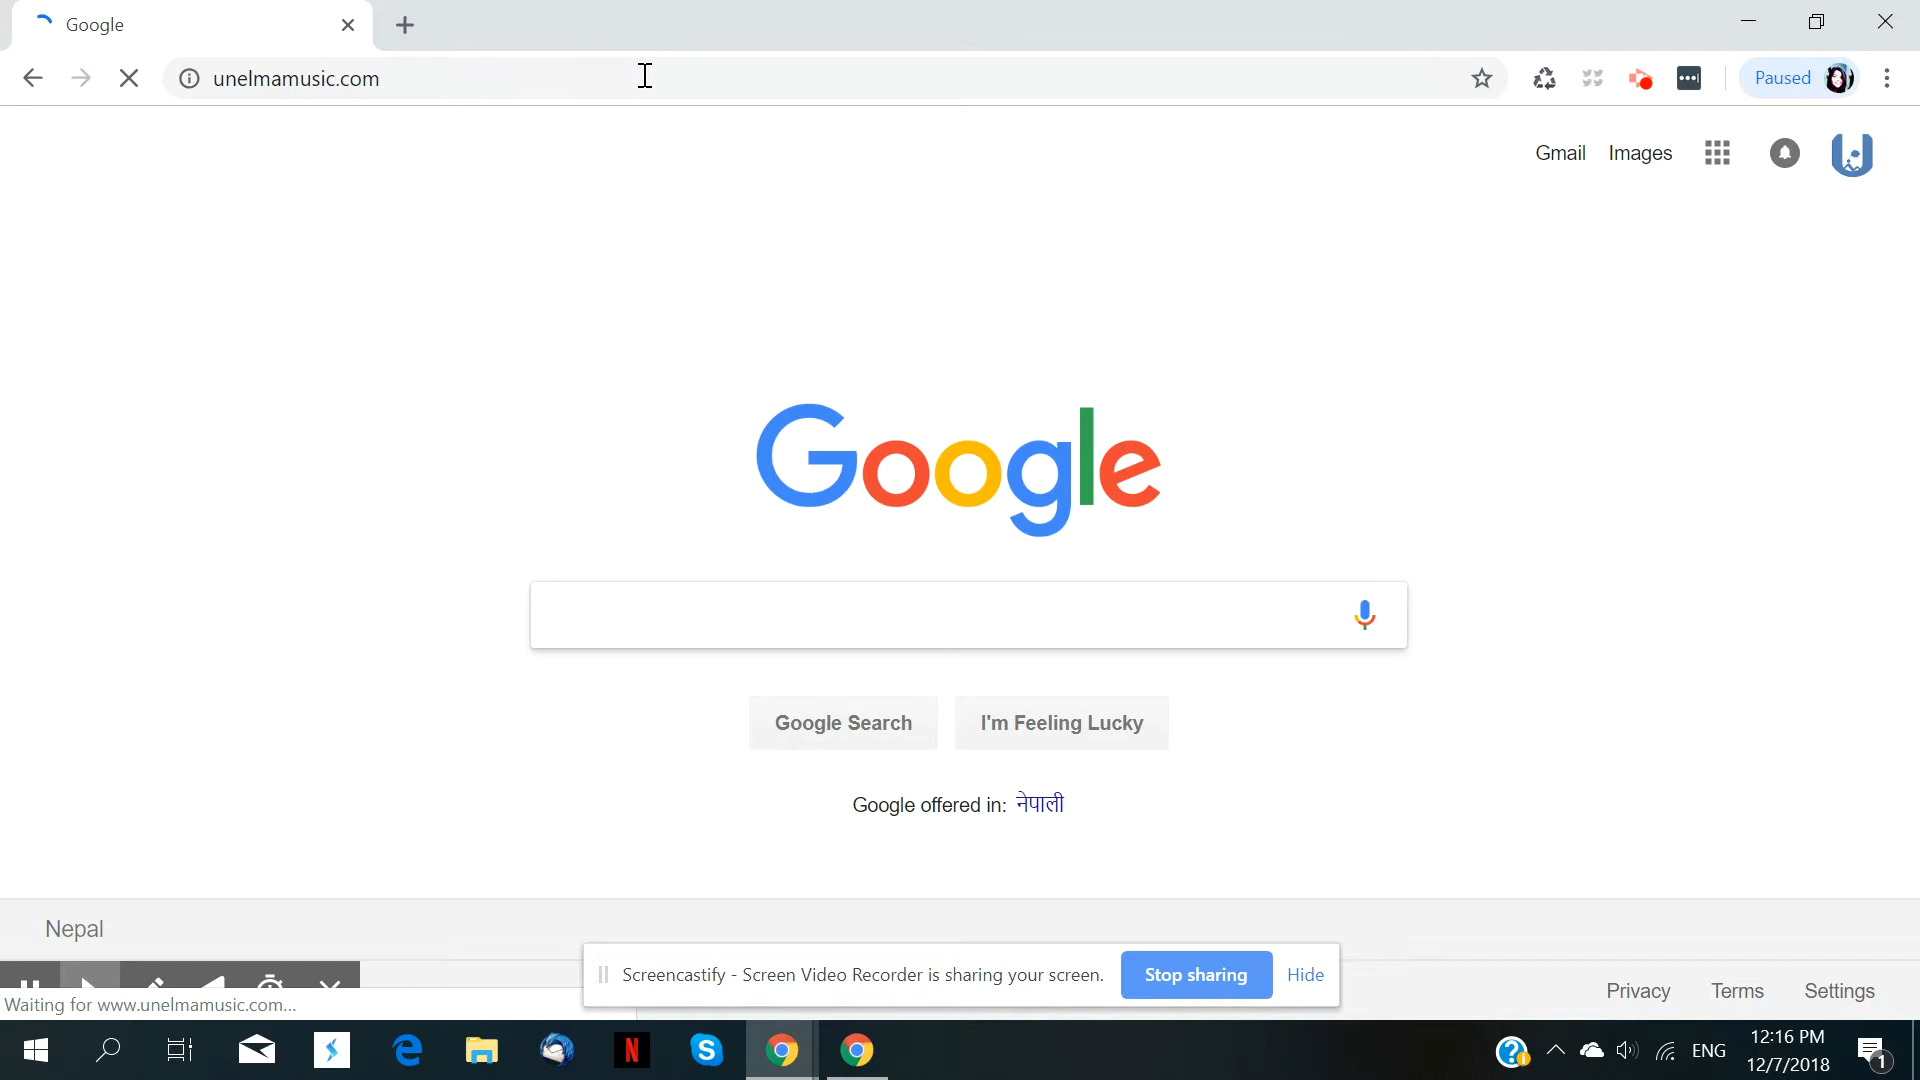 Google
unelmamusic.com
Paused
Gmail Images
Google
Google Search
I'm Feeling Lucky
Google offered in: नेपाली
Nepal
Screencastify - Screen Video Recorder is sharing your screen.
Stop sharing
Hide
Privacy Terms Settings
Waiting for www.unelmamusic.com...
ENG
12:16 PM
12/7/2018
1